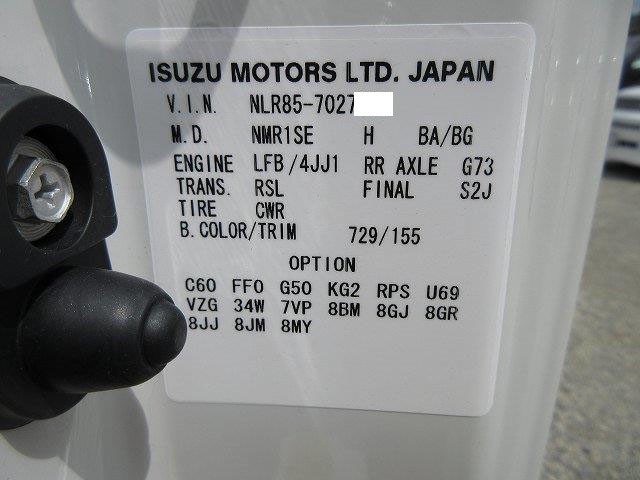 ISUZU MOTORS LTD. JAPAN
V.I.N. NLR85-7027
M.D. NMR1SE H BA/BG
ENGINE LFB/4JJ1 RR AXLE G73
TRANS. RSL FINAL S2J
TIRE CWR
B.COLOR/TRIM 729/155
OPTION
C60 FF0 G50 KG2 RPS U69
VZG 34W 7VP 8BM 8GJ 8GR
8JJ 8JM 8MY